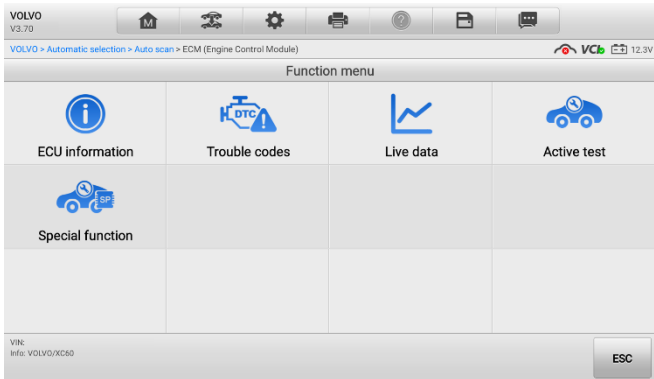 VOLVO
V3.70
M
?
VOLVO > Automatic selection > Auto scan > ECM (Engine Control Module)
VCI 12.3V
Function menu
i
DTC
ECU information
Trouble codes
Live data
Active test
SP
Special function
VIN:
Info: VOLVO/XC60
ESC